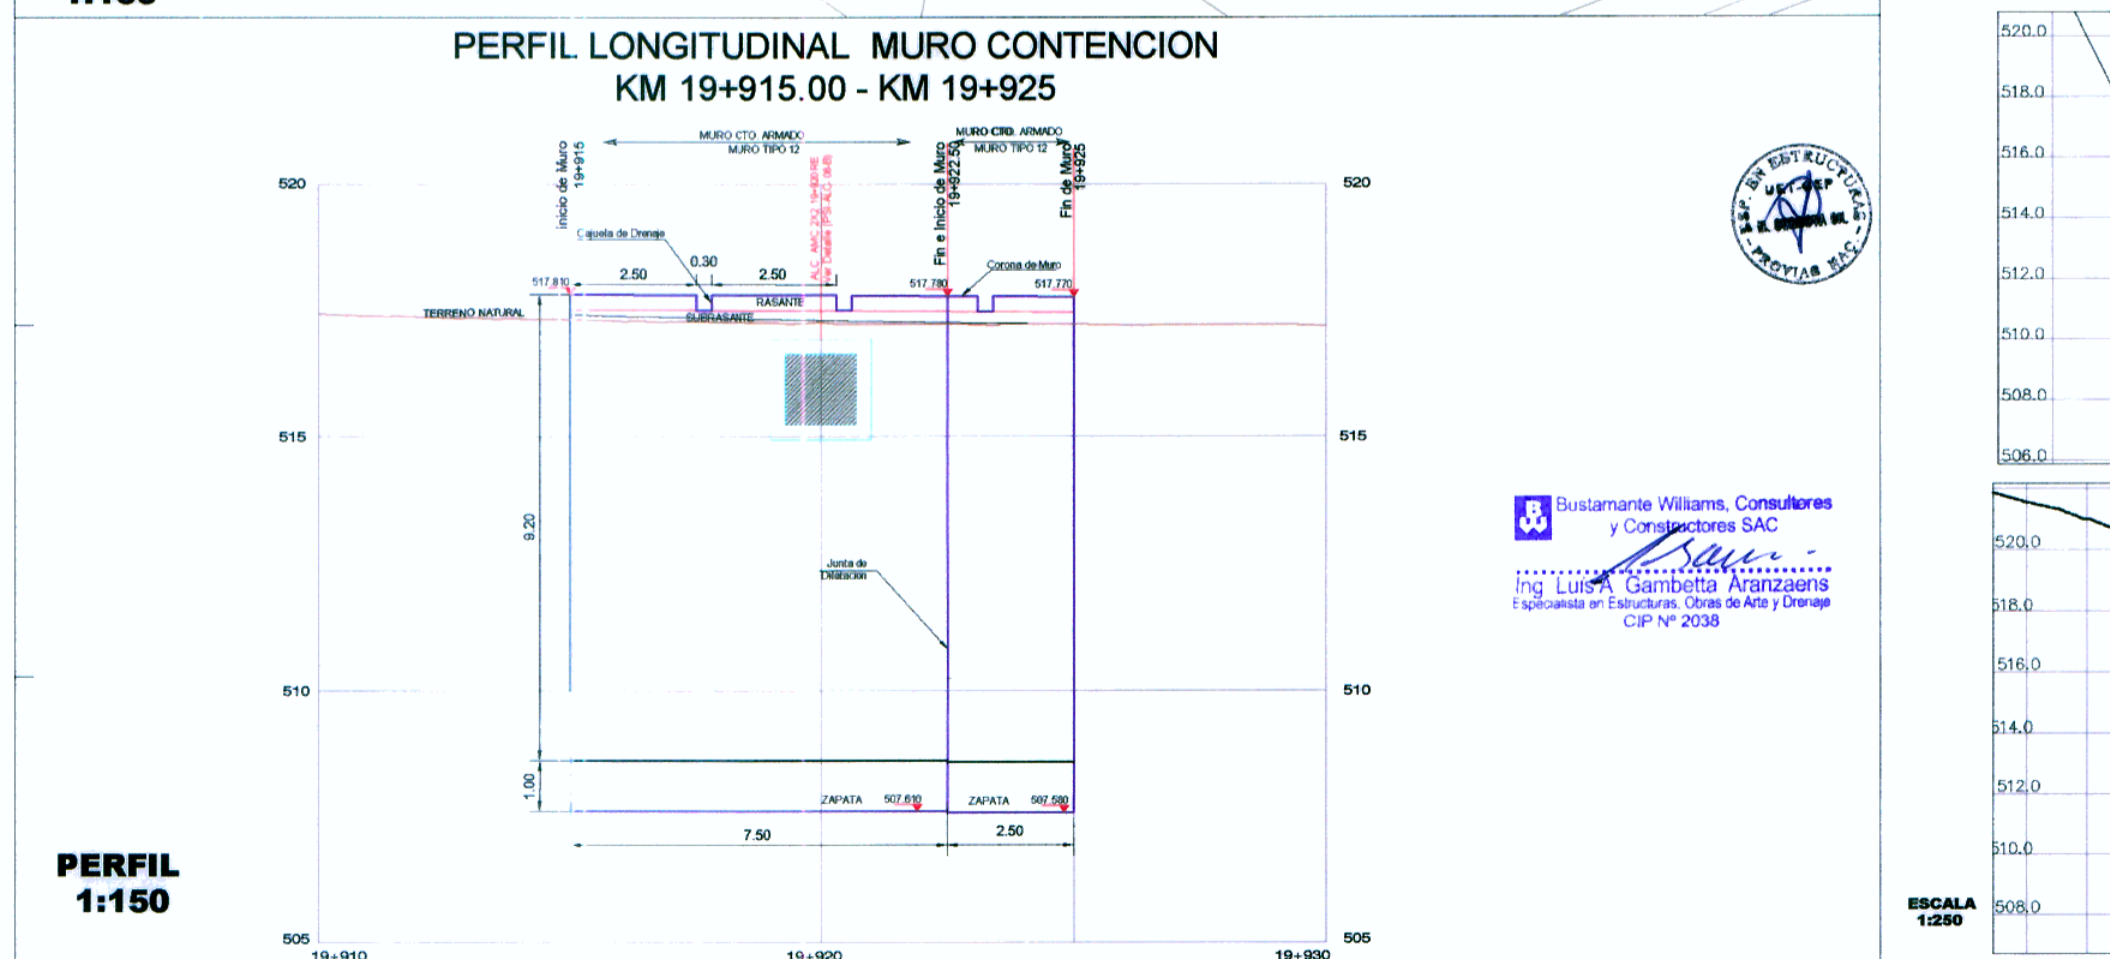 PERFIL LONGITUDINAL MURO CONTENCION
KM 19+915.00 - KM 19+925
MURO CTO. ARMADO
MURO TIPO 12
MURO CTO. ARMADO
MURO TIPO 12
Inicio de Muro
19+915
ALC. AMC 2X2 19+920 RE
Fin e Inicio de Muro
19+922.50
Fin de Muro
19+925
520
520
Cajuela de Drenaje
0.30
2.50
2.50
Corona de Muro
517.810
517.780
517.770
RASANTE
TERRENO NATURAL
SUBRASANTE
515
515
9.20
Junta de
Dilatacion
510
510
1.00
ZAPATA
507.610
ZAPATA
507.580
7.50
2.50
PERFIL
1:150
505
505
19+910
19+920
19+930
ESP. EN ESTRUCTURAS
PROVIAS NAC.
Bustamante Williams, Consultores
y Constructores SAC
Ing Luis A Gambetta Aranzaens
Especialista en Estructuras, Obras de Arte y Drenaje
CIP Nº 2038
520.0
518.0
516.0
514.0
512.0
510.0
508.0
506.0
520.0
518.0
516.0
514.0
512.0
510.0
508.0
ESCALA
1:250